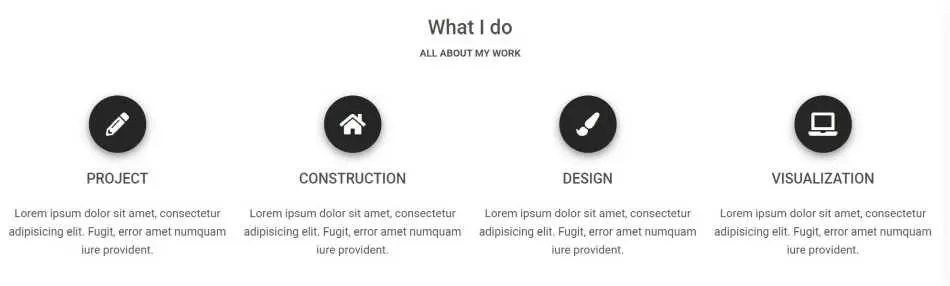 What I do
ALL ABOUT MY WORK
PROJECT
Lorem ipsum dolor sit amet, consectetur
adipisicing elit. Fugit, error amet numquam
iure provident.
CONSTRUCTION
Lorem ipsum dolor sit amet, consectetur
adipisicing elit. Fugit, error amet numquam
iure provident.
DESIGN
Lorem ipsum dolor sit amet, consectetur
adipisicing elit. Fugit, error amet numquam
iure provident.
VISUALIZATION
Lorem ipsum dolor sit amet, consectetur
adipisicing elit. Fugit, error amet numquam
iure provident.